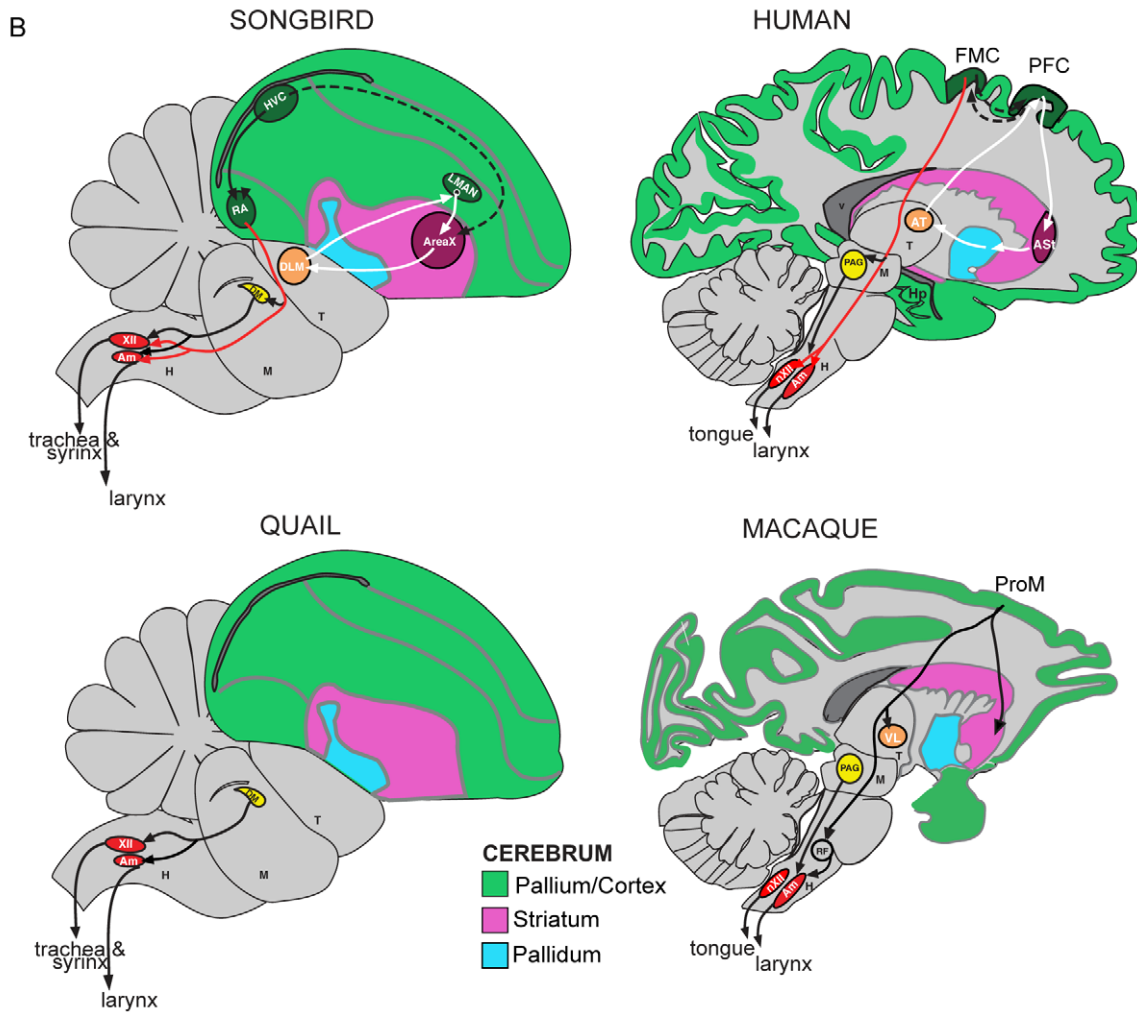 B
SONGBIRD
HVC
LMAN
RA
AreaX
DLM
DM
T
XII
Am
H
M
trachea &
syrinx
larynx
HUMAN
FMC
PFC
V
AT
T
ASt
PAG
M
Hp
nXII
Am
H
tongue
larynx
QUAIL
DM
T
XII
Am
H
M
trachea &
syrinx
larynx
MACAQUE
ProM
VL
T
PAG
M
RF
nXII
Am
H
tongue
larynx
CEREBRUM
Pallium/Cortex
Striatum
Pallidum